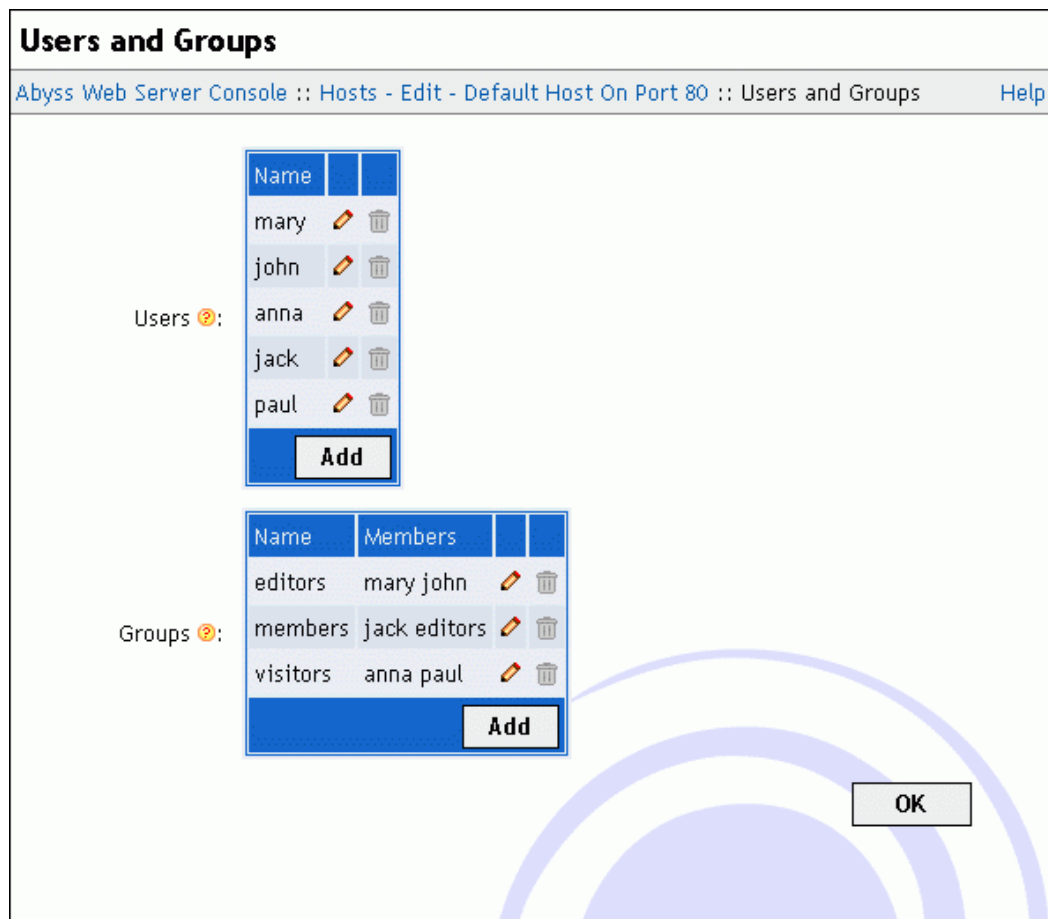 Users and Groups
Abyss Web Server Console :: Hosts - Edit - Default Host On Port 80 :: Users and Groups Help
Name
mary
john
Users ?: anna
jack
paul
Add
Name Members
editors mary john
Groups ?: members jack editors
visitors anna paul
Add
OK